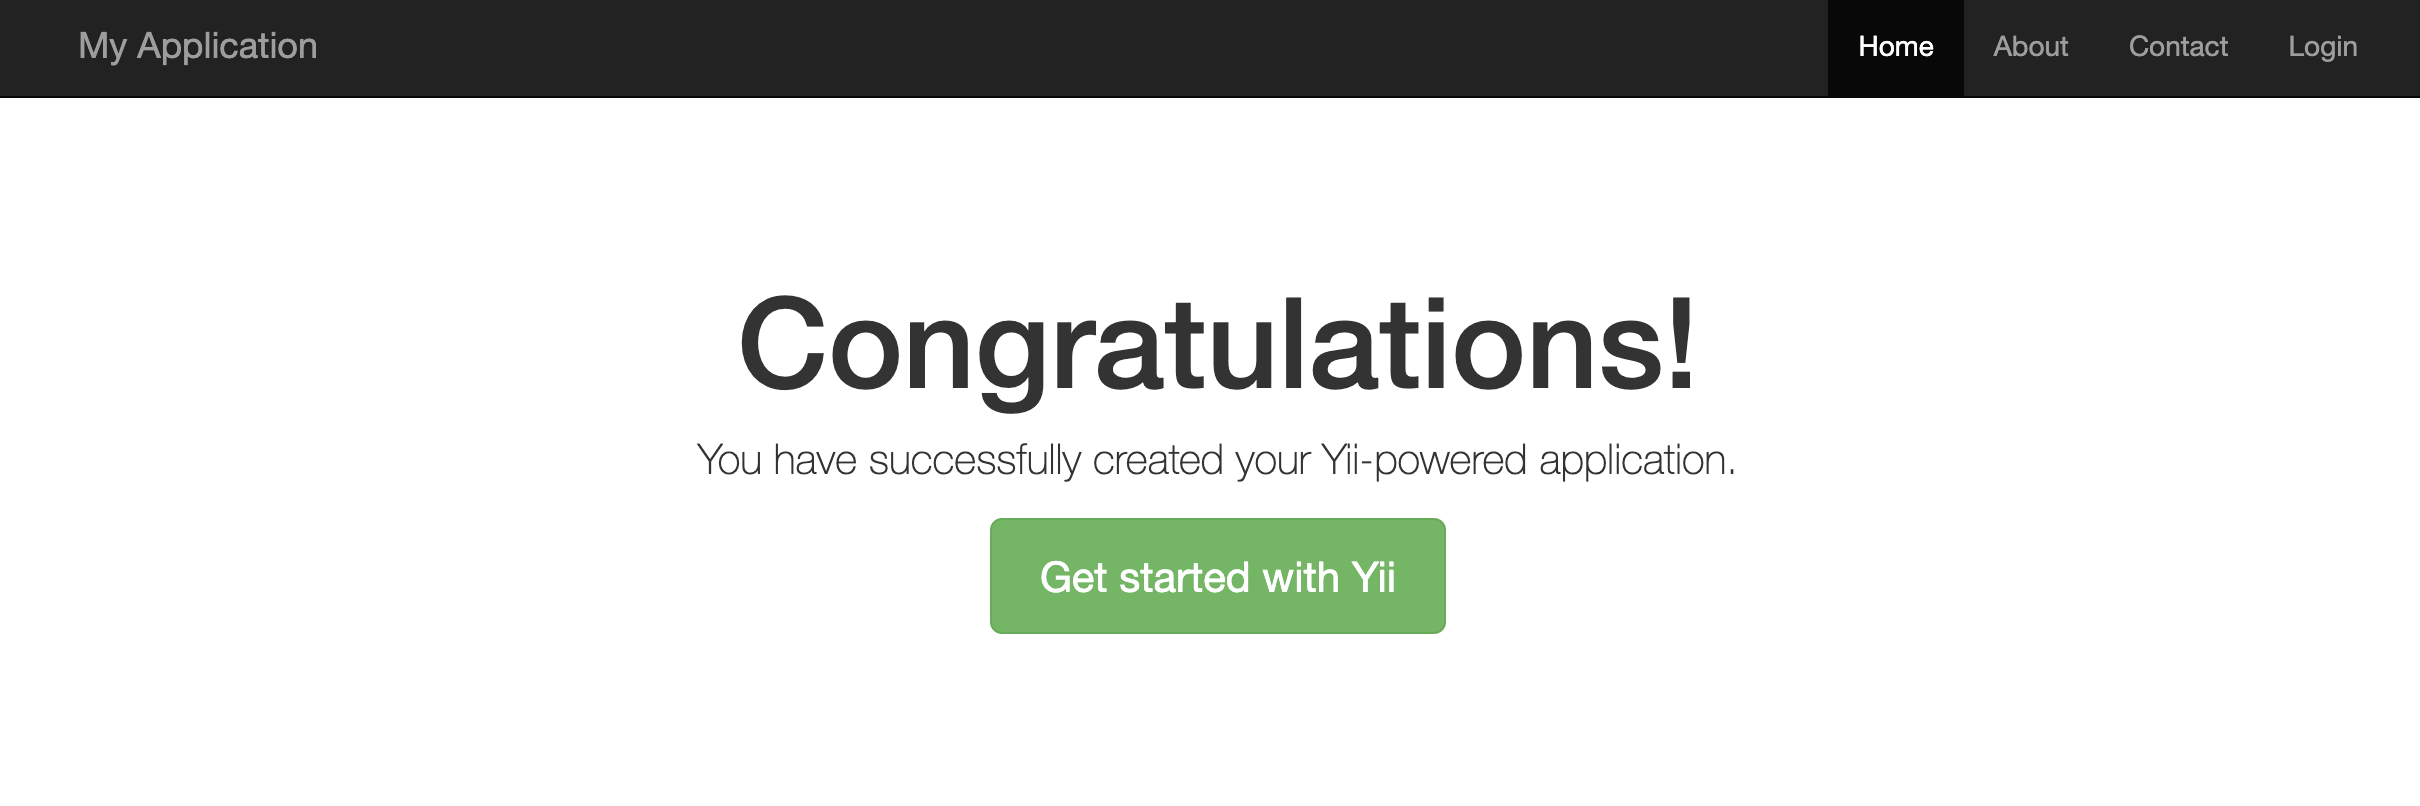 My Application
Home About Contact Login
Congratulations!
You have successfully created your Yii-powered application.
Get started with Yii